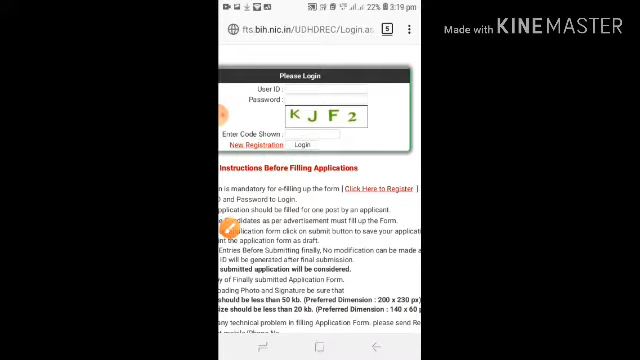 22% 3:19 pm
Made with KINEMASTER
fts.bih.nic.in/UDHDREC/Login.as
5
Please Login
User ID :
Password :
K J F 2
Enter Code Shown :
New Registration Login
Instructions Before Filling Applications
n is mandatory for e-filling up the form [ Click Here to Register ]
D and Password to Login.
pplication should be filled for one post by an applicant.
e Candidates as per advertisement must fill up the Form.
application form click on submit button to save your applicatio
nt the application form as draft.
Entries Before Submitting finally, No modification can be made a
ID will be generated after final submission.
submitted application will be considered.
py of Finally submitted Application Form.
oading Photo and Signature be sure that
should be less than 50 kb. (Preferred Dimension : 200 x 230 px)
ize should be less than 20 kb. (Preferred Dimension : 140 x 60 p
any technical problem in filling Application Form. please send Re